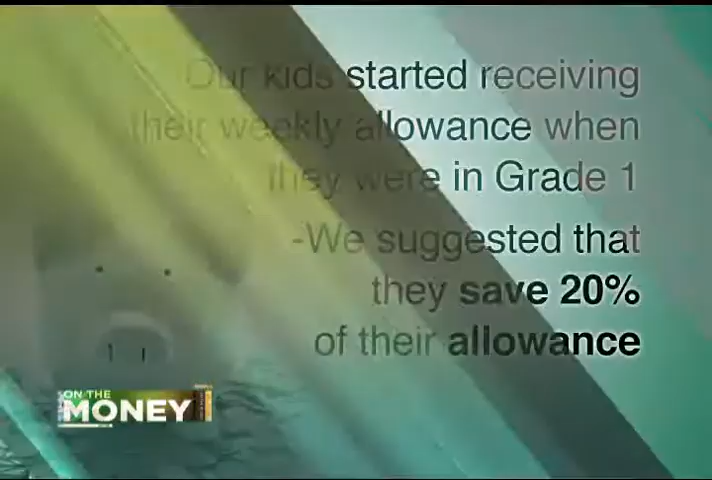 Our kids started receiving
their weekly allowance when
they were in Grade 1
-We suggested that
they save 20%
of their allowance
ON THE
MONEY